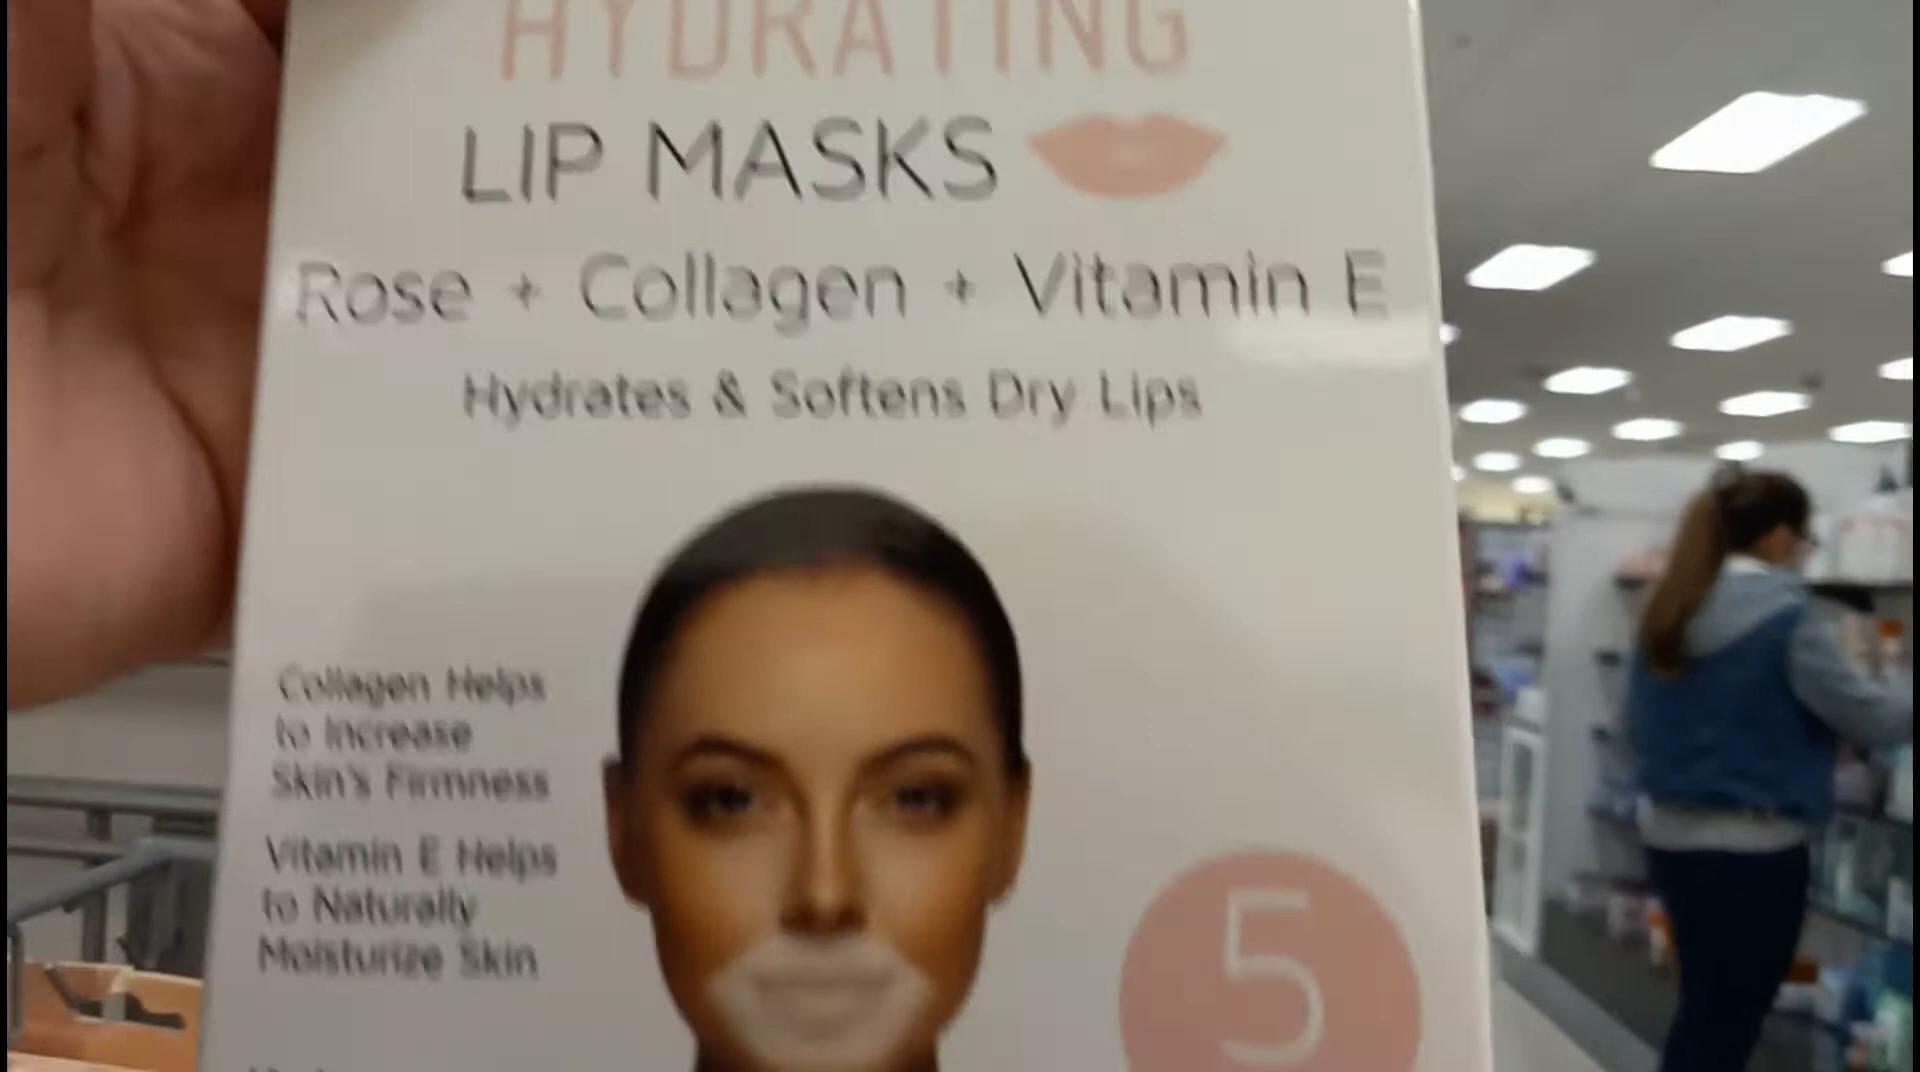 HYDRATING
LIP MASKS
Rose + Collagen + Vitamin E
Hydrates & Softens Dry Lips
Collagen Helps
to Increase
Skin's Firmness
Vitamin E Helps
to Naturally
Moisturize Skin
5